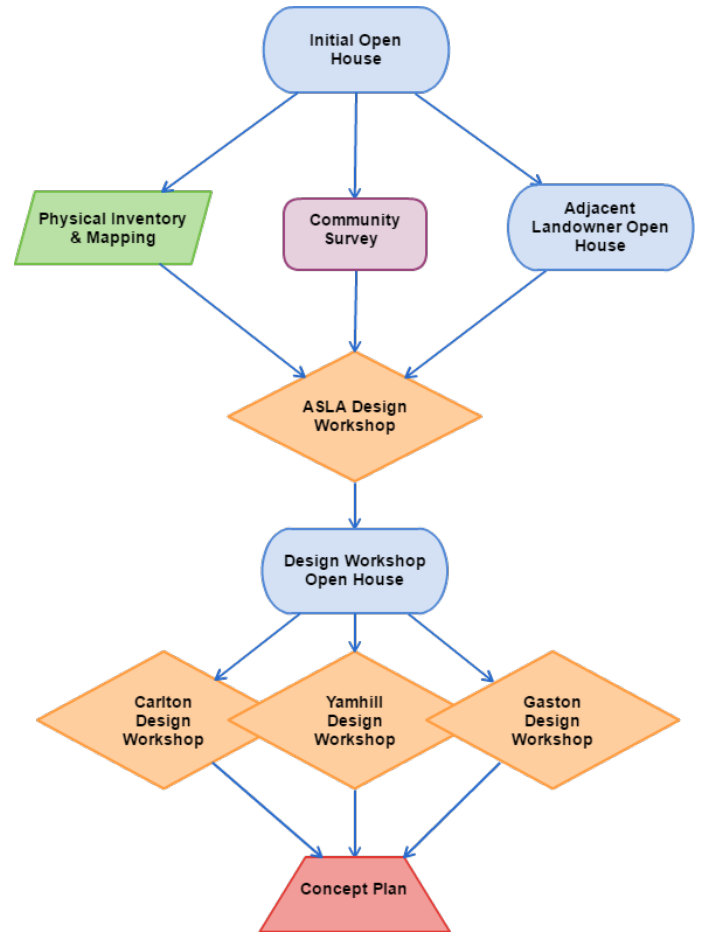 Initial Open
House
Physical Inventory
& Mapping
Community
Survey
Adjacent
Landowner Open
House
ASLA Design
Workshop
Design Workshop
Open House
Carlton
Design
Workshop
Yamhill
Design
Workshop
Gaston
Design
Workshop
Concept Plan